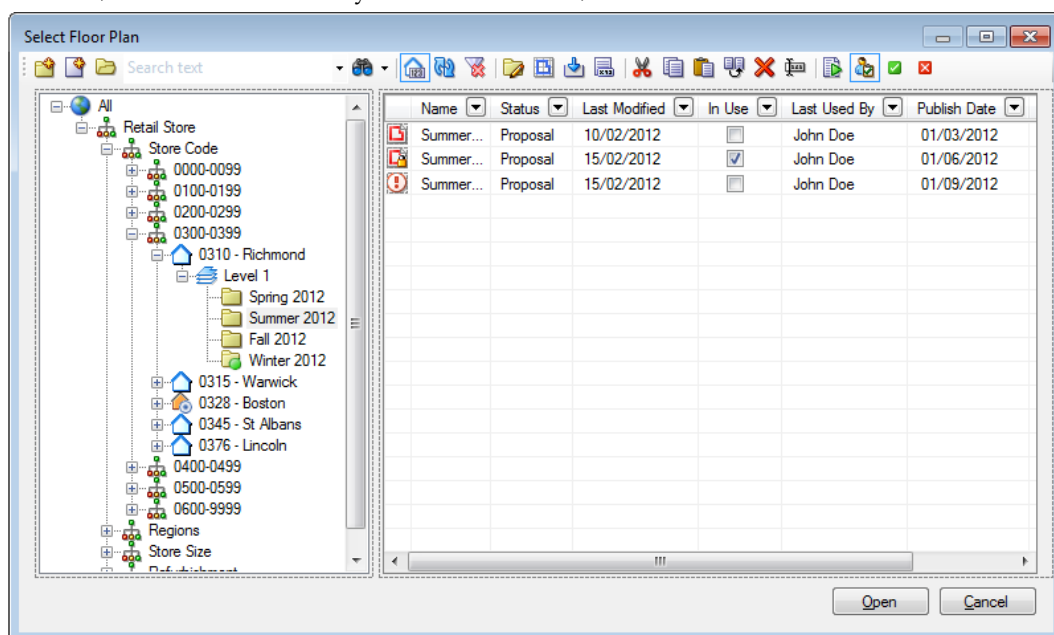 Select Floor Plan
Search text
All
Retail Store
Store Code
0000-0099
0100-0199
0200-0299
0300-0399
0310 - Richmond
Level 1
Spring 2012
Summer 2012
Fall 2012
Winter 2012
0315 - Warwick
0328 - Boston
0345 - St Albans
0376 - Lincoln
0400-0499
0500-0599
0600-9999
Regions
Store Size
Name Status Last Modified In Use Last Used By Publish Date
Summer... Proposal 10/02/2012 John Doe 01/03/2012
Summer... Proposal 15/02/2012 John Doe 01/06/2012
Summer... Proposal 15/02/2012 John Doe 01/09/2012
Open Cancel